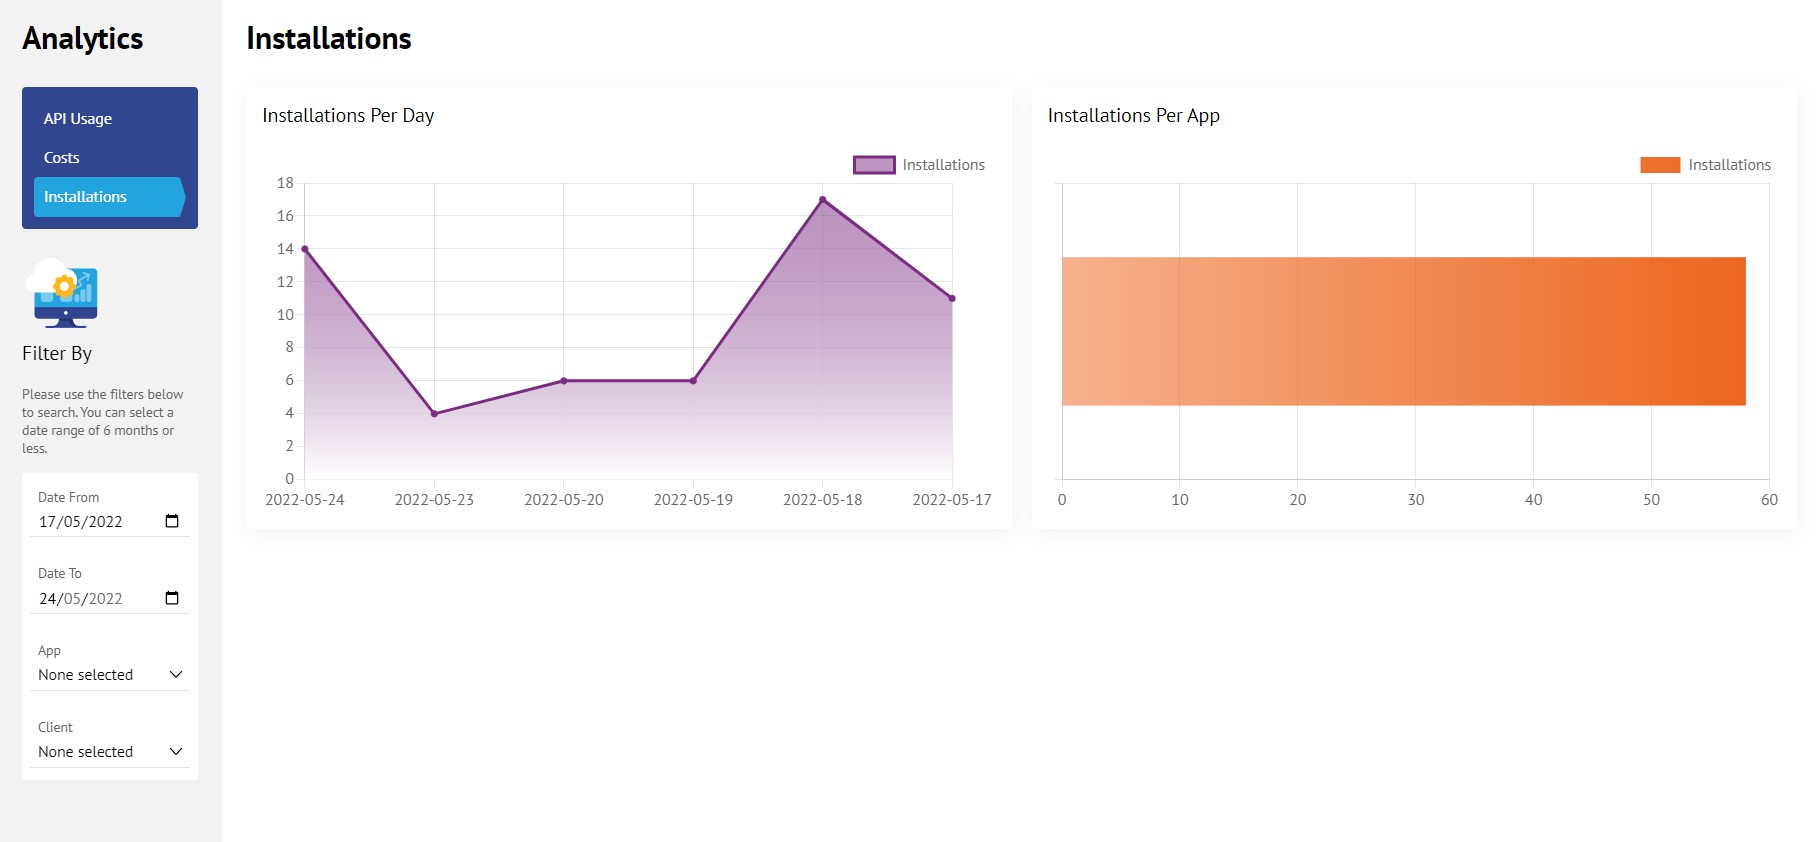 Analytics
API Usage
Costs
Installations
Filter By
Please use the filters below
to search. You can select a
date range of 6 months or
less.
Date From
17/05/2022
Date To
24/05/2022
App
None selected
Client
None selected
Installations
Installations Per Day
Installations
18
16
14
12
10
8
6
4
2
0
2022-05-24 2022-05-23 2022-05-20 2022-05-19 2022-05-18 2022-05-17
Installations Per App
Installations
0 10 20 30 40 50 60